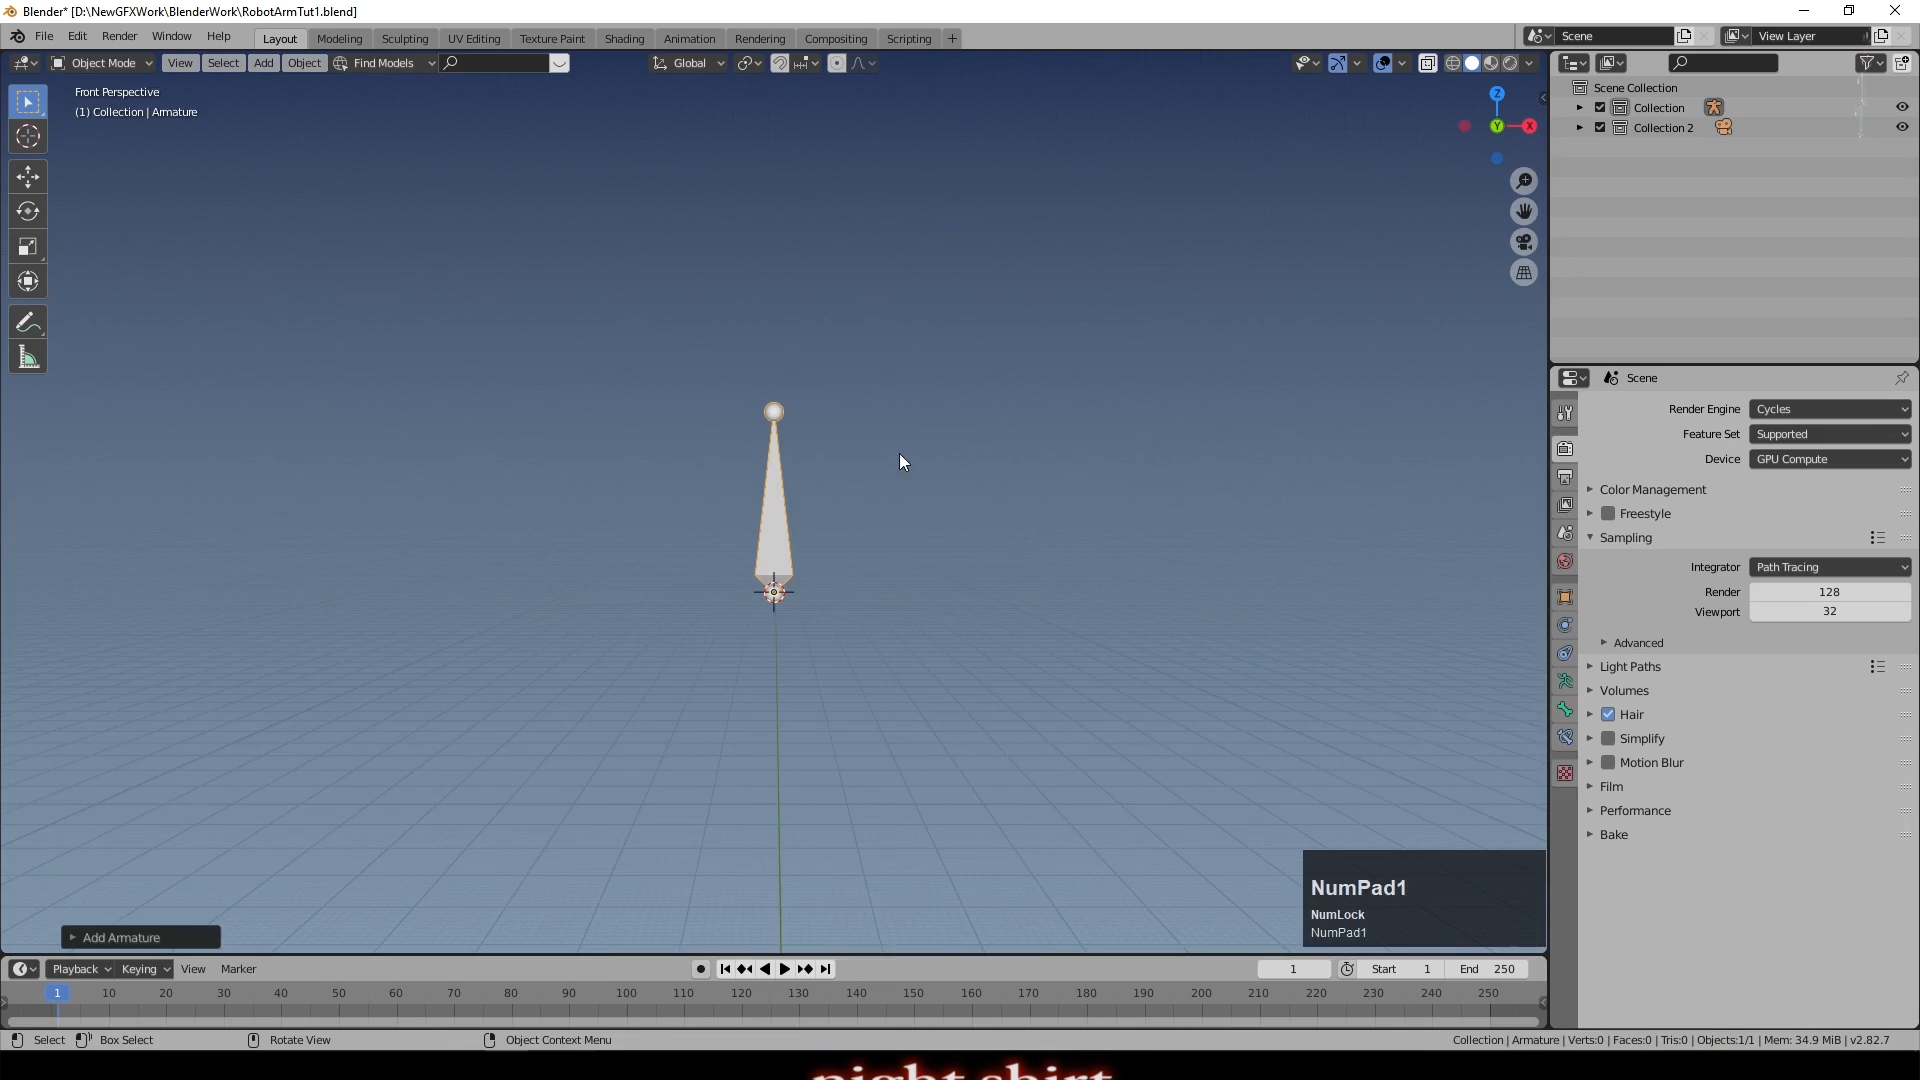 Blender* [D:\NewGFXWork\BlenderWork\RobotArmTut1.blend]
File Edit Render Window Help Layout Modeling Sculpting UV Editing Texture Paint Shading Animation Rendering Compositing Scripting + Scene View Layer
Object Mode View Select Add Object Find Models Global
Front Perspective
(1) Collection | Armature
Z
Y
X
Scene Collection
Collection
Collection 2
Scene
Render Engine Cycles
Feature Set Supported
Device GPU Compute
Color Management
Freestyle
Sampling
Integrator Path Tracing
Render 128
Viewport 32
Advanced
Light Paths
Volumes
Hair
Simplify
Motion Blur
Film
Performance
Bake
NumPad1
NumLock
NumPad1
Add Armature
Playback Keying View Marker 1 Start 1 End 250
1 10 20 30 40 50 60 70 80 90 100 110 120 130 140 150 160 170 180 190 200 210 220 230 240 250
Select Box Select Rotate View Object Context Menu Collection | Armature | Verts:0 | Faces:0 | Tris:0 | Objects:1/1 | Mem: 34.9 MiB | v2.82.7